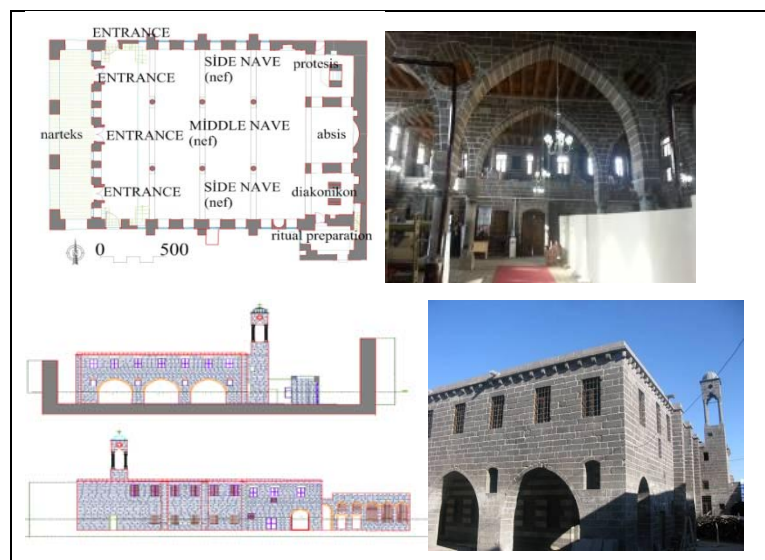 ENTRANCE
SİDE NAVE
(nef)
protesis
ENTRANCE
narteks
ENTRANCE
MİDDLE NAVE
(nef)
absis
ENTRANCE
SİDE NAVE
(nef)
diakonikon
ritual preparation
0 500